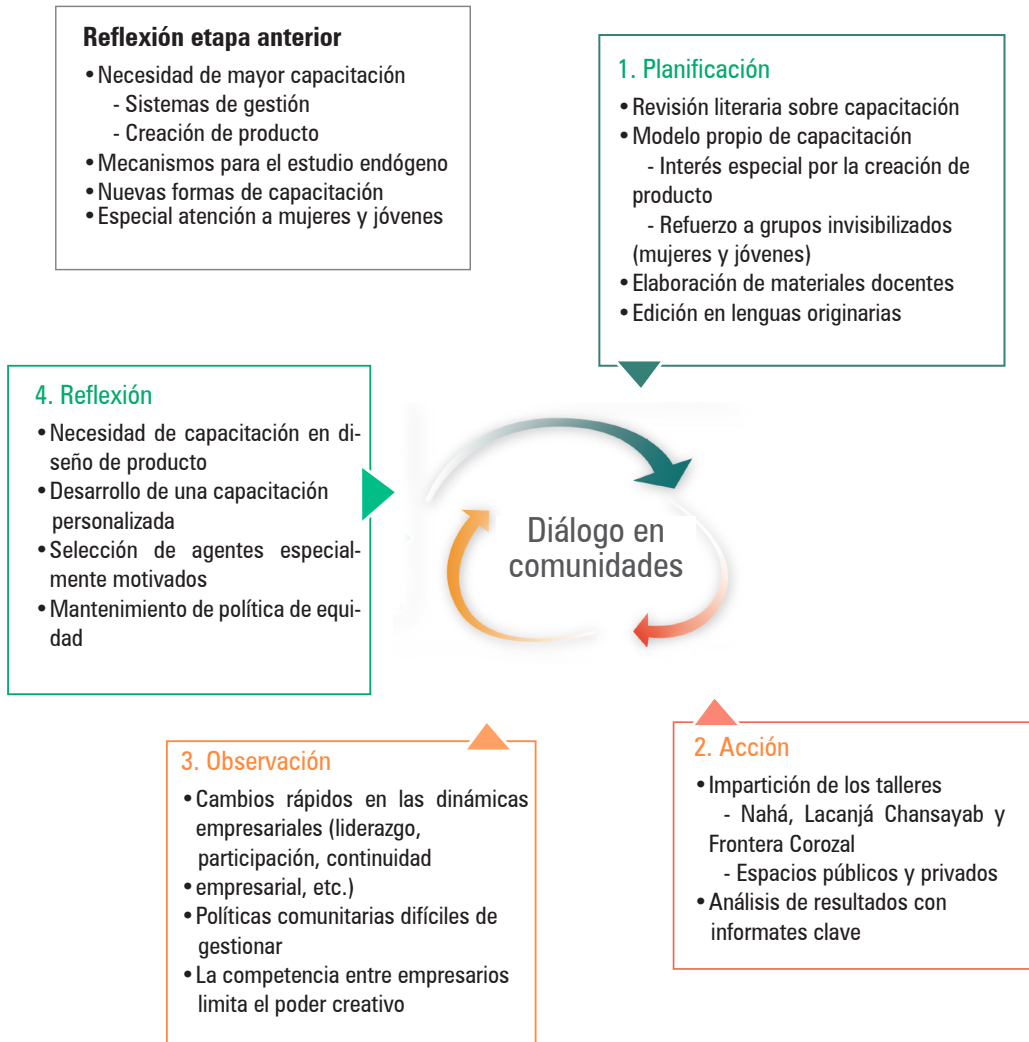 Reflexión etapa anterior
• Necesidad de mayor capacitación
- Sistemas de gestión
- Creación de producto
• Mecanismos para el estudio endógeno
• Nuevas formas de capacitación
• Especial atención a mujeres y jóvenes
1. Planificación
• Revisión literaria sobre capacitación
• Modelo propio de capacitación
- Interés especial por la creación de
producto
- Refuerzo a grupos invisibilizados
(mujeres y jóvenes)
• Elaboración de materiales docentes
• Edición en lenguas originarias
4. Reflexión
• Necesidad de capacitación en di-
seño de producto
• Desarrollo de una capacitación
personalizada
• Selección de agentes especial-
mente motivados
• Mantenimiento de política de equi-
dad
Diálogo en
comunidades
3. Observación
• Cambios rápidos en las dinámicas
empresariales (liderazgo,
participación, continuidad
• empresarial, etc.)
• Políticas comunitarias difíciles de
gestionar
• La competencia entre empresarios
limita el poder creativo
2. Acción
• Impartición de los talleres
- Nahá, Lacanjá Chansayab y
Frontera Corozal
- Espacios públicos y privados
• Análisis de resultados con
informates clave